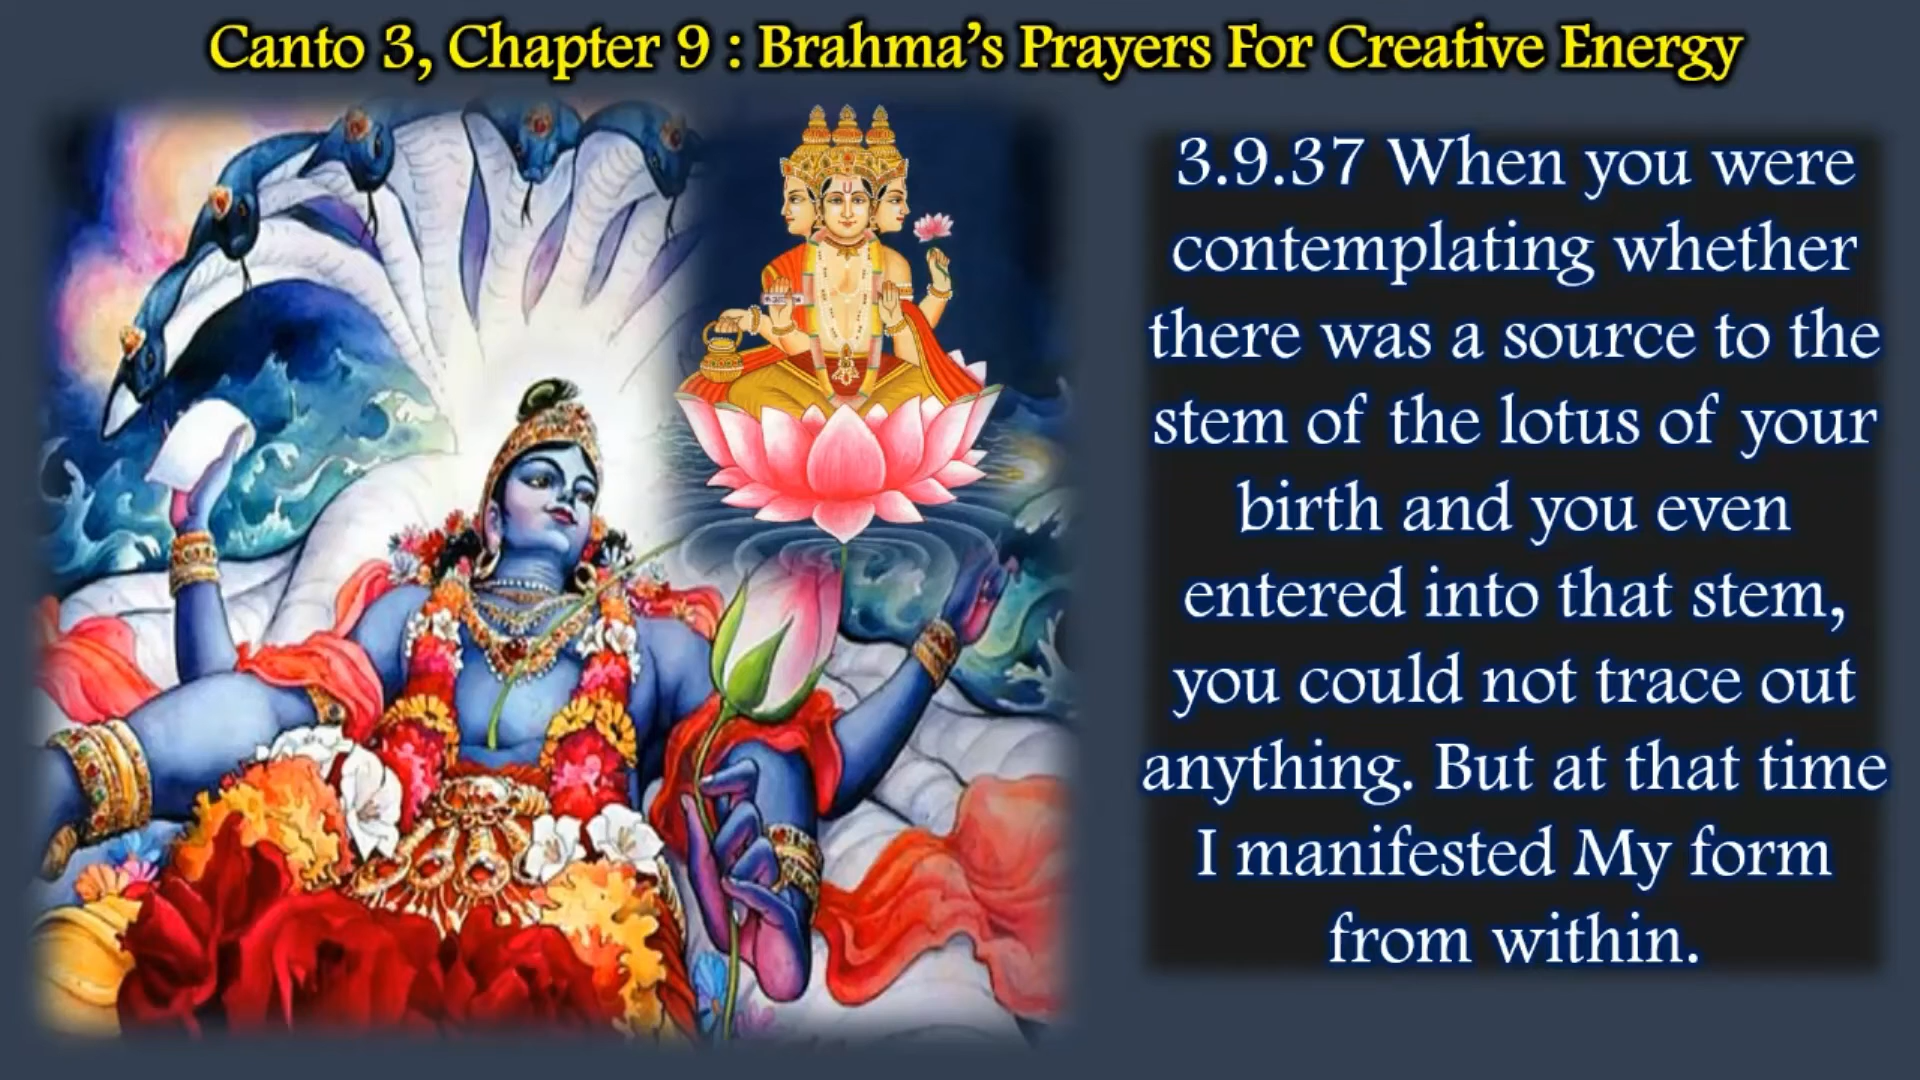 Canto 3, Chapter 9 : Brahma’s Prayers For Creative Energy
3.9.37 When you were
contemplating whether
there was a source to the
stem of the lotus of your
birth and you even
entered into that stem,
you could not trace out
anything. But at that time
I manifested My form
from within.